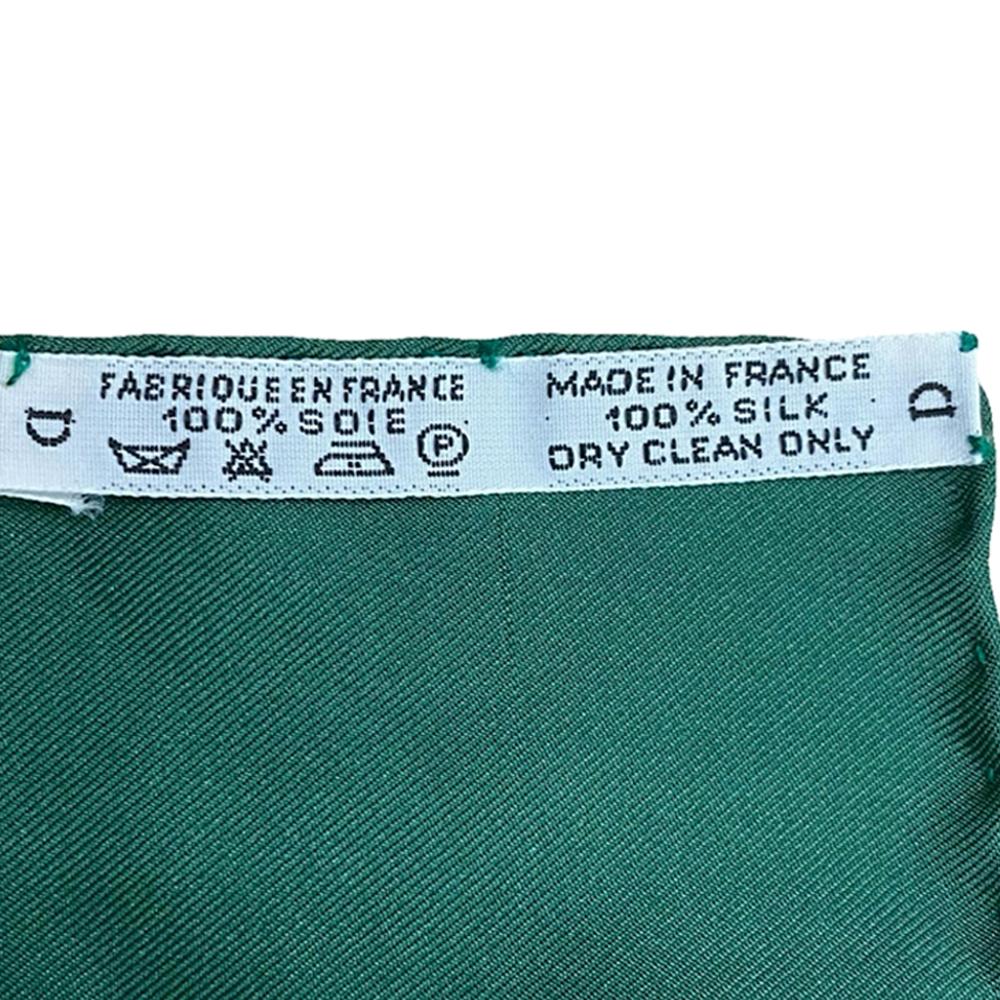 FABRIQUE EN FRANCE
100% SOIE
P
D
MADE IN FRANCE
100% SILK
DRY CLEAN ONLY
D